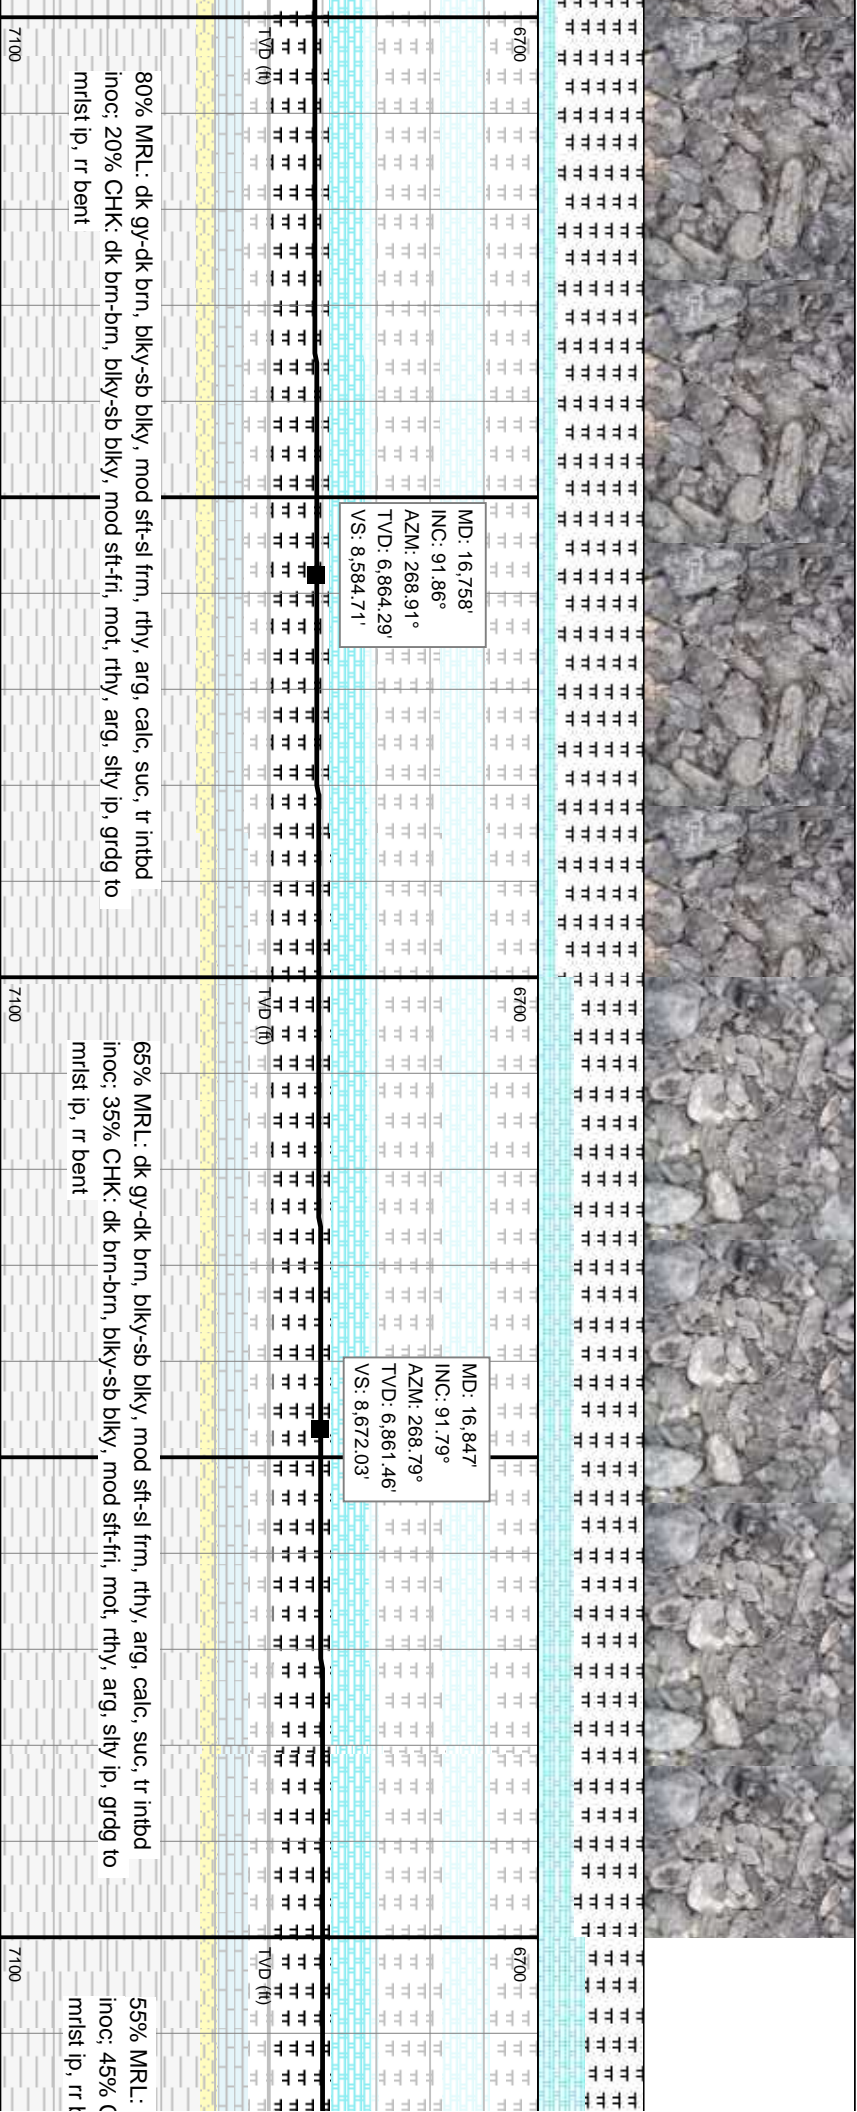 6700
TVD (ft)
7100
80% MRL: dk gy-dk brn, blky-sb blky, mod sft-sl frm, rthy, arg, calc, suc, tr intbd
inoc; 20% CHK: dk brn-brn, blky-sb blky, mod sft-fri, mot, rthy, arg, slty ip, grdg to
mrlst ip, rr bent
MD: 16,758'
INC: 91.86°
AZM: 268.91°
TVD: 6,864.29'
VS: 8,584.71'
6700
TVD (ft)
7100
65% MRL: dk gy-dk brn, blky-sb blky, mod sft-sl frm, rthy, arg, calc, suc, tr intbd
inoc; 35% CHK: dk brn-brn, blky-sb blky, mod sft-fri, mot, rthy, arg, slty ip, grdg to
mrlst ip, rr bent
MD: 16,847'
INC: 91.79°
AZM: 268.79°
TVD: 6,861.46'
VS: 8,672.03'
6700
TVD (ft)
7100
55% MRL:
inoc; 45%
mrlst ip, rr